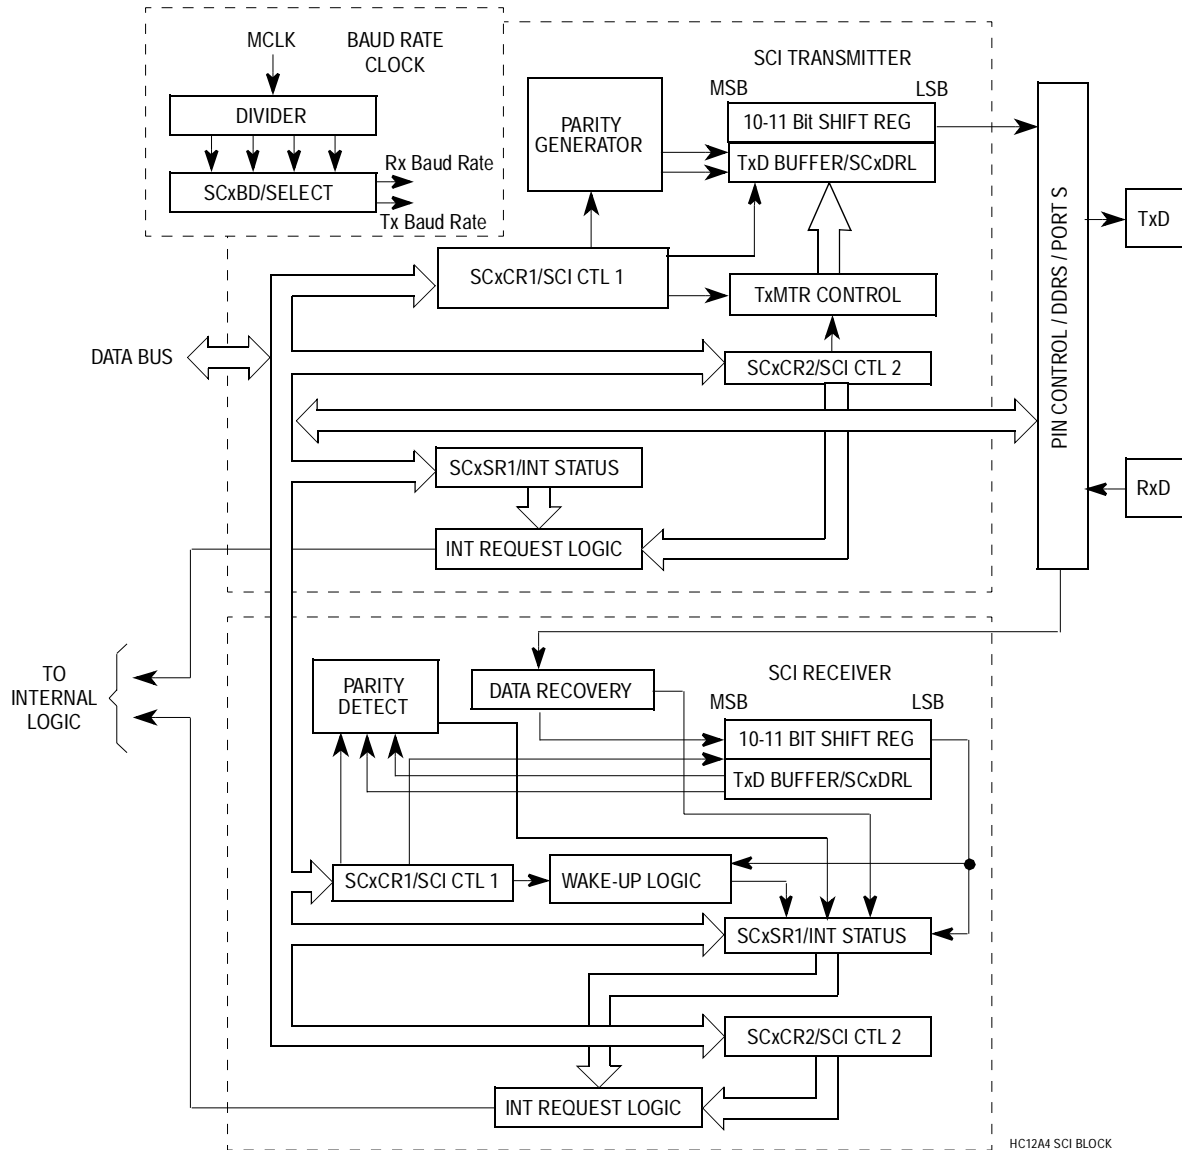 MCLK
BAUD RATE
CLOCK
DIVIDER
SCxBD/SELECT
Rx Baud Rate
Tx Baud Rate
SCI TRANSMITTER
MSB
LSB
PARITY
GENERATOR
10-11 Bit SHIFT REG
TxD BUFFER/SCxDRL
SCxCR1/SCI CTL 1
TxMTR CONTROL
DATA BUS
SCxCR2/SCI CTL 2
SCxSR1/INT STATUS
INT REQUEST LOGIC
PIN CONTROL / DDRS / PORT S
TxD
RxD
TO
INTERNAL
LOGIC
SCI RECEIVER
PARITY
DETECT
DATA RECOVERY
MSB
LSB
10-11 BIT SHIFT REG
TxD BUFFER/SCxDRL
SCxCR1/SCI CTL 1
WAKE-UP LOGIC
SCxSR1/INT STATUS
SCxCR2/SCI CTL 2
INT REQUEST LOGIC
HC12A4 SCI BLOCK